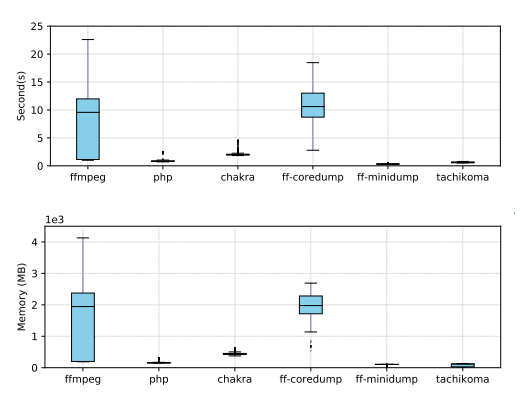 25
20
15
10
5
0
Second(s)
ffmpeg php chakra ff-coredump ff-minidump tachikoma
1e3
4
3
2
1
0
Memory (MB)
ffmpeg php chakra ff-coredump ff-minidump tachikoma